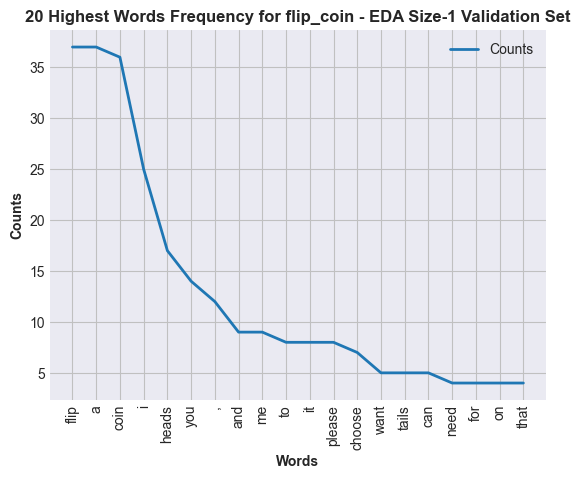 20 Highest Words Frequency for flip_coin - EDA Size-1 Validation Set
Counts
35
30
25
20
15
10
5
Counts
flip
a
coin
i
heads
you
,
and
me
to
it
please
choose
want
tails
can
need
for
on
that
Words